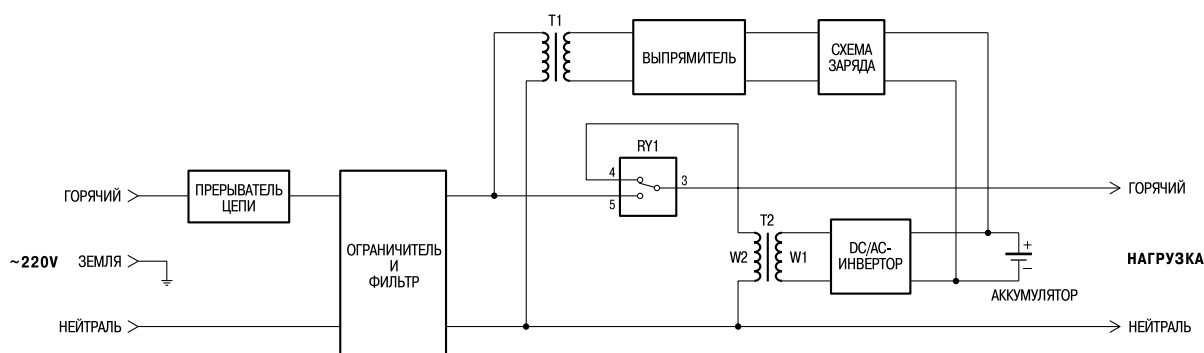 T1
ВЫПРЯМИТЕЛЬ
СХЕМА
ЗАРЯДА
RY1
4
3
5
ГОРЯЧИЙ
ПРЕРЫВАТЕЛЬ
ЦЕПИ
ГОРЯЧИЙ
ОГРАНИЧИТЕЛЬ
И
ФИЛЬТР
T2
W2
W1
DC/AC-
ИНВЕРТОР
+
–
АККУМУЛЯТОР
~220V
ЗЕМЛЯ
НАГРУЗКА
НЕЙТРАЛЬ
НЕЙТРАЛЬ